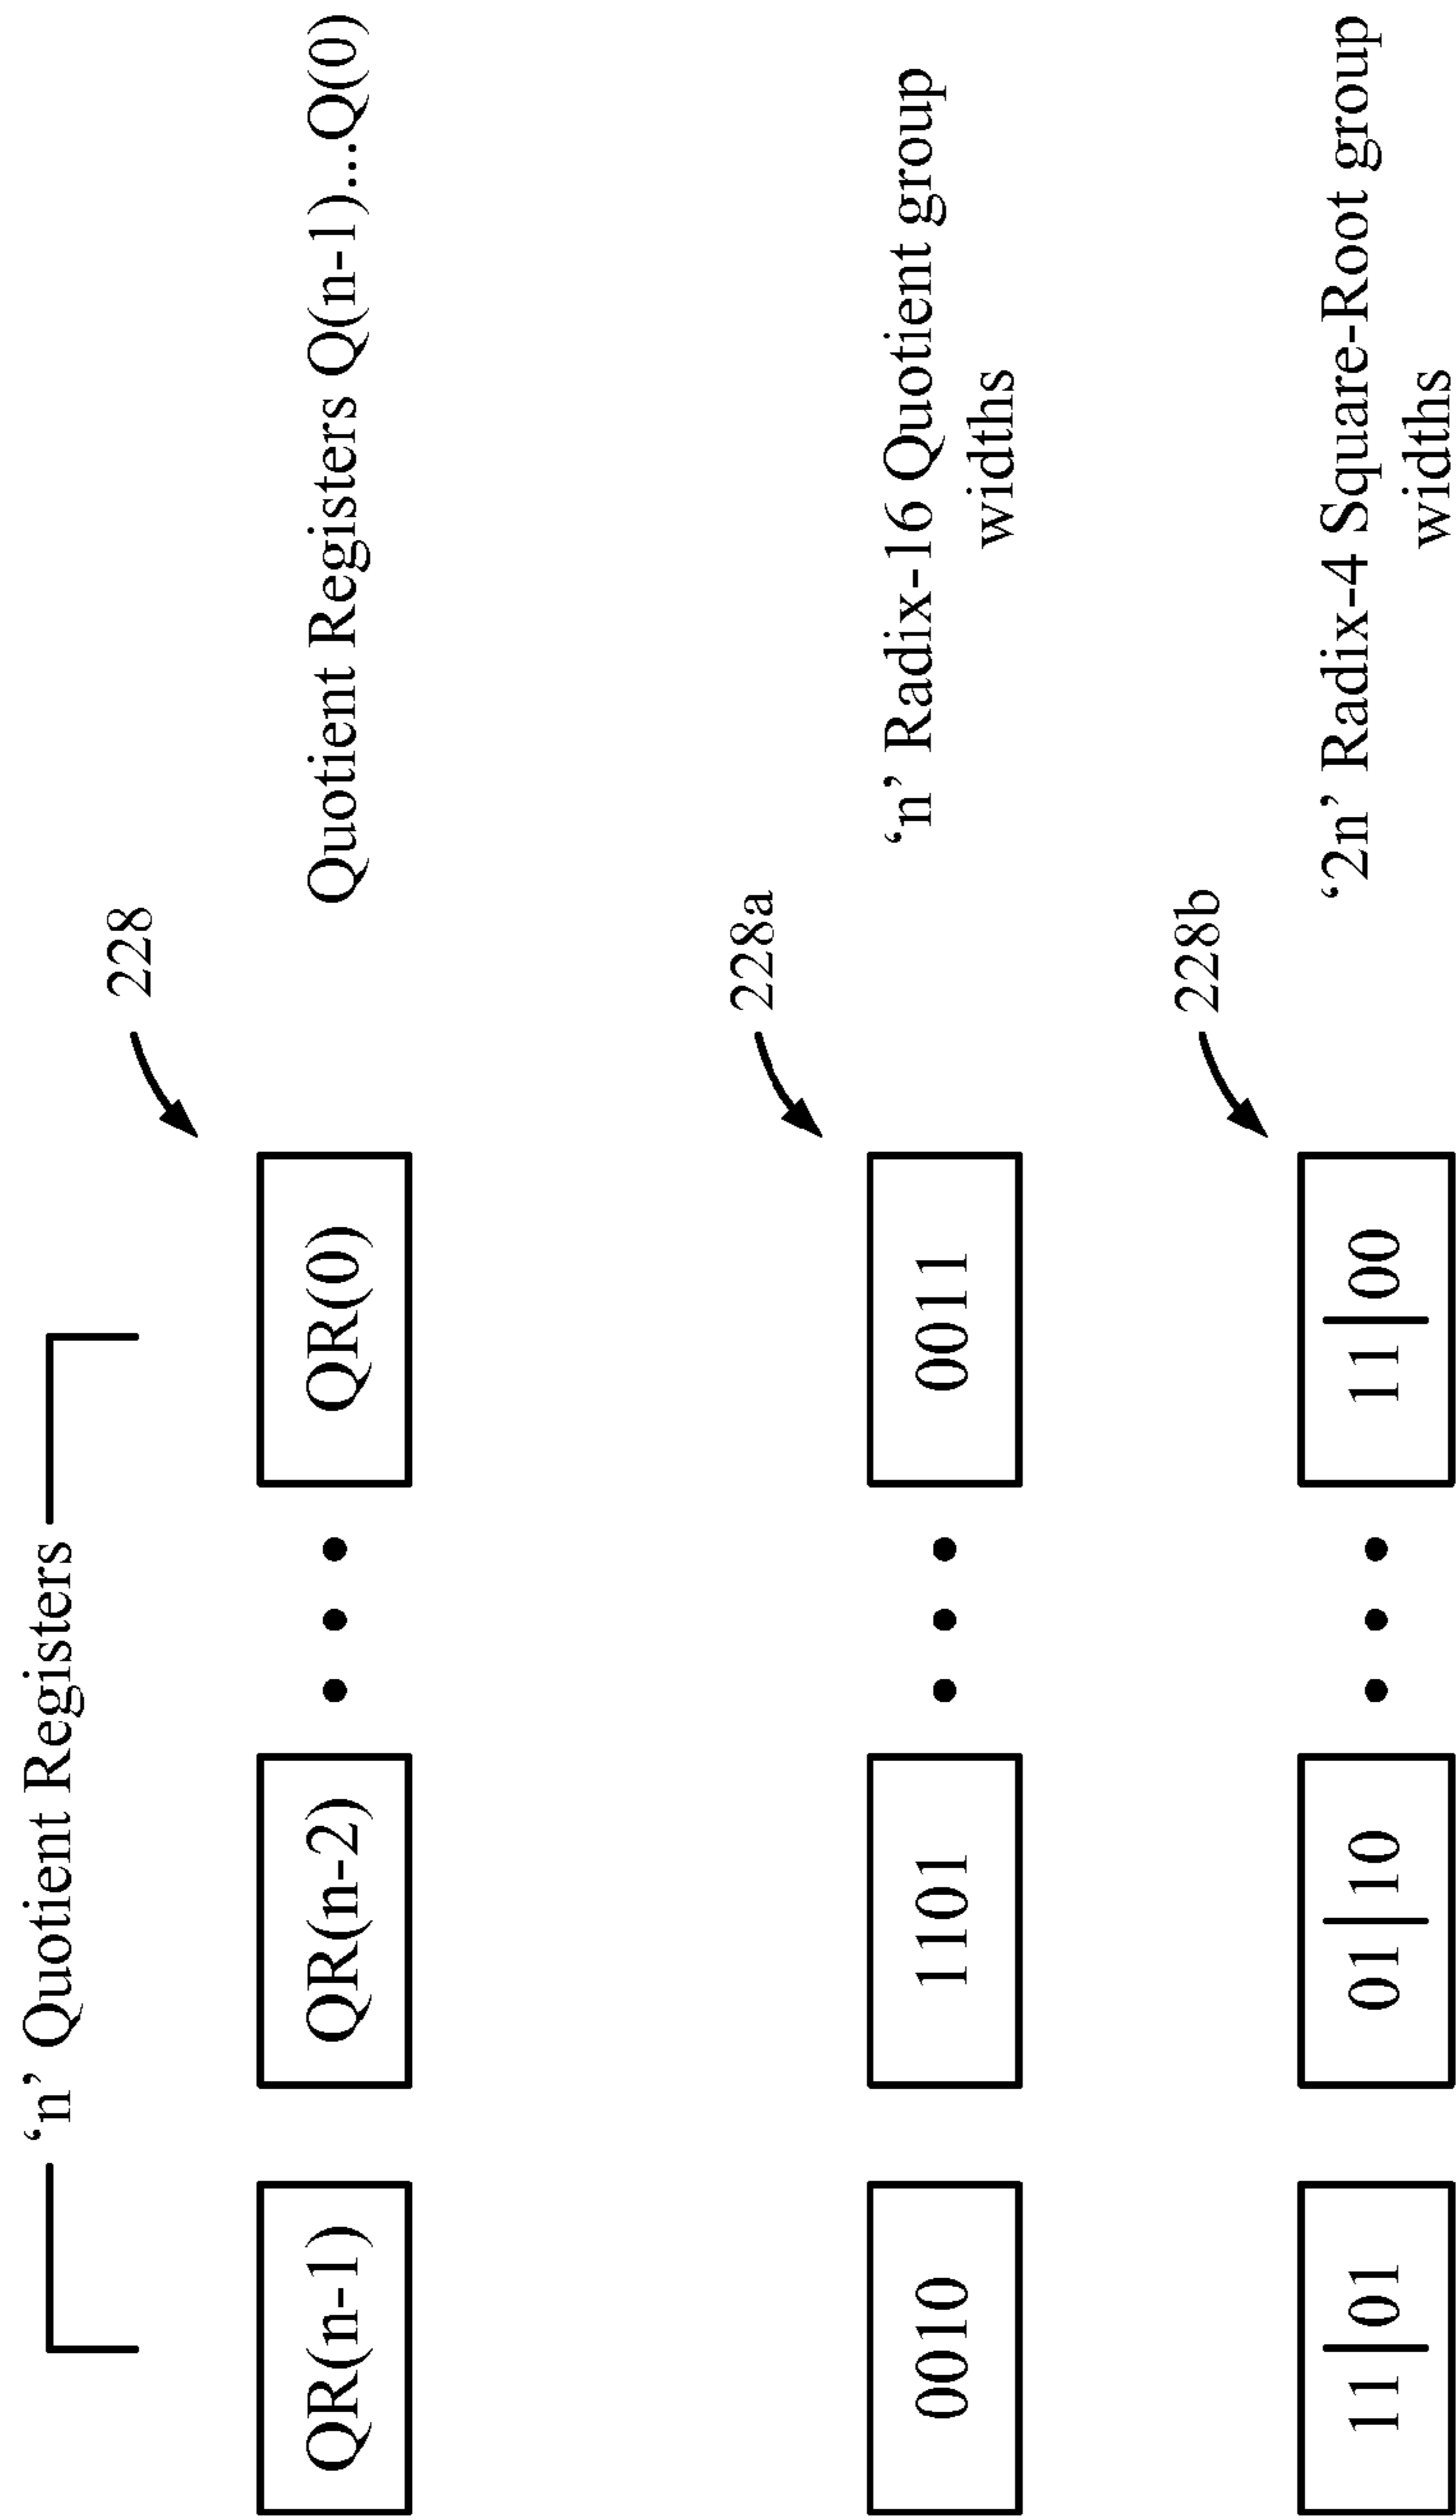 ‘n’ Quotient Registers
228
QR(n-1) QR(n-2) • • • QR(0) Quotient Registers Q(n-1)...Q(0)
228a
0010 1101 • • • 0011 ‘n’ Radix-16 Quotient group
widths
228b
11|01 01|10 • • • 11|00 ‘2n’ Radix-4 Square-Root group
widths